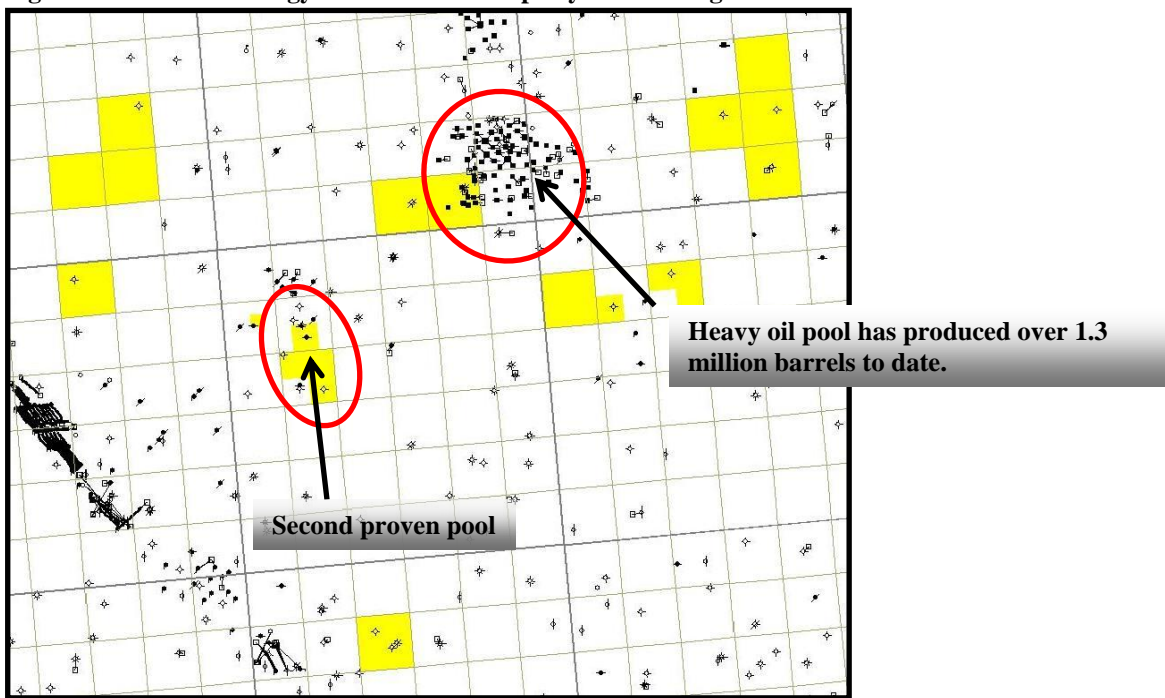 Heavy oil pool has produced over 1.3
million barrels to date.
Second proven pool